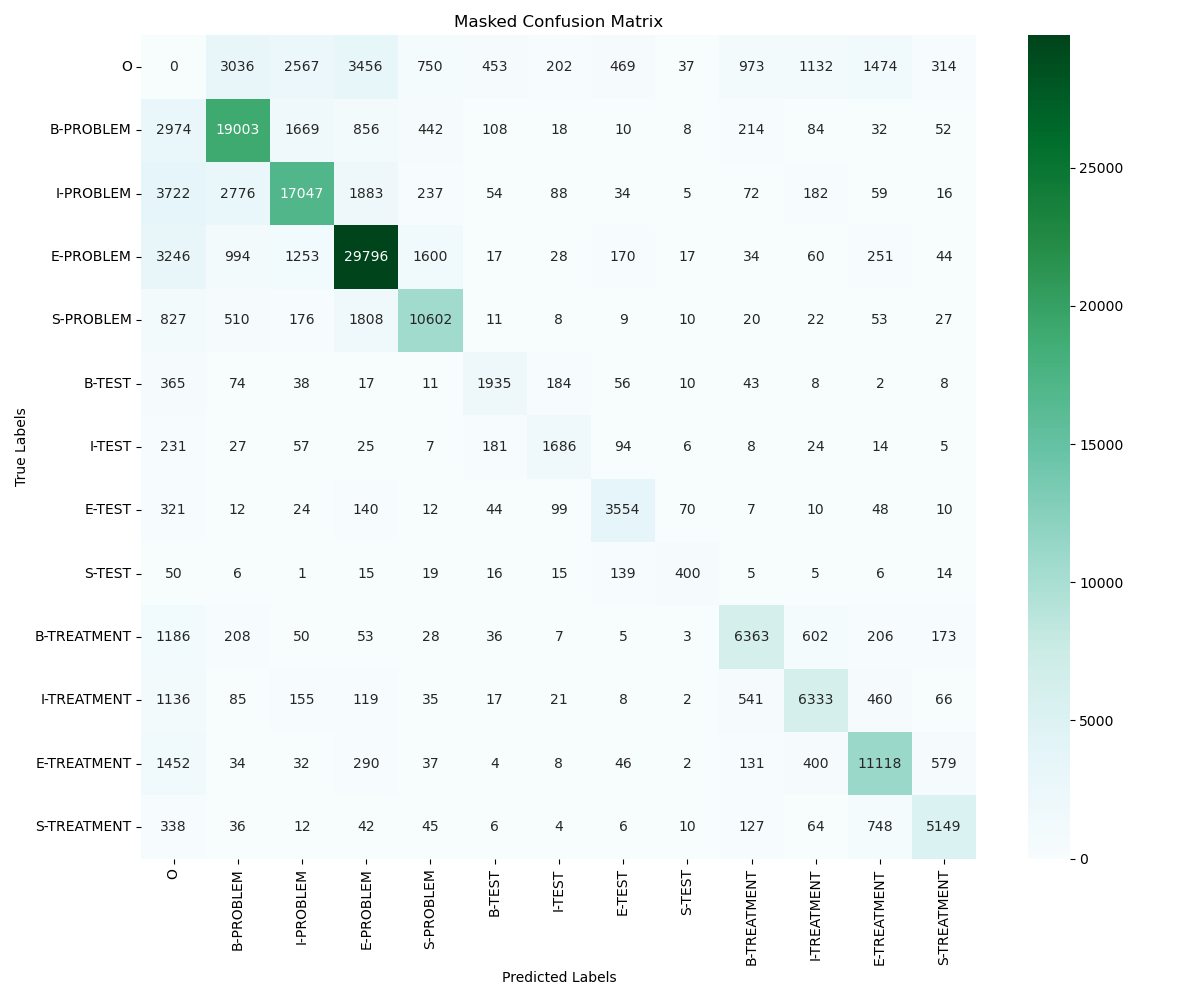 Masked Confusion Matrix
True Labels
O 0 3036 2567 3456 750 453 202 469 37 973 1132 1474 314
B-PROBLEM 2974 19003 1669 856 442 108 18 10 8 214 84 32 52
I-PROBLEM 3722 2776 17047 1883 237 54 88 34 5 72 182 59 16
E-PROBLEM 3246 994 1253 29796 1600 17 28 170 17 34 60 251 44
S-PROBLEM 827 510 176 1808 10602 11 8 9 10 20 22 53 27
B-TEST 365 74 38 17 11 1935 184 56 10 43 8 2 8
I-TEST 231 27 57 25 7 181 1686 94 6 8 24 14 5
E-TEST 321 12 24 140 12 44 99 3554 70 7 10 48 10
S-TEST 50 6 1 15 19 16 15 139 400 5 5 6 14
B-TREATMENT 1186 208 50 53 28 36 7 5 3 6363 602 206 173
I-TREATMENT 1136 85 155 119 35 17 21 8 2 541 6333 460 66
E-TREATMENT 1452 34 32 290 37 4 8 46 2 131 400 11118 579
S-TREATMENT 338 36 12 42 45 6 4 6 10 127 64 748 5149
O B-PROBLEM I-PROBLEM E-PROBLEM S-PROBLEM B-TEST I-TEST E-TEST S-TEST B-TREATMENT I-TREATMENT E-TREATMENT S-TREATMENT
Predicted Labels
25000
20000
15000
10000
5000
0